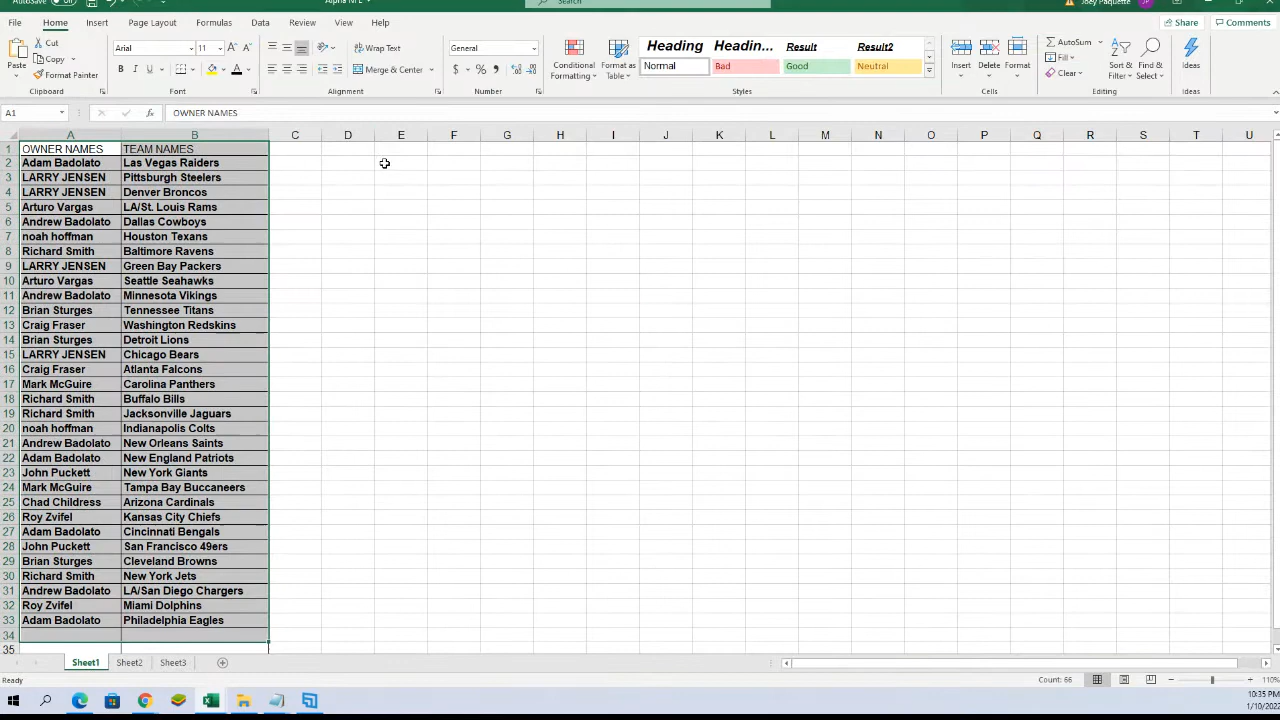 AutoSave Off Alpha NFL Search Joey Paquette JP
File Home Insert Page Layout Formulas Data Review View Help Share Comments
Paste Cut Copy Format Painter Clipboard
Arial 11 A A B I U A Font
Wrap Text Merge & Center Alignment
General $ % Number
Conditional Formatting Format as Table
Heading Headin... Result Result2
Normal Bad Good Neutral
Styles
Insert Delete Format Cells
AutoSum Fill Clear Sort & Filter Find & Select Editing
Ideas Ideas
A1 fx OWNER NAMES
A B C D E F G H I J K L M N O P Q R S T U
1 OWNER NAMES TEAM NAMES
2 Adam Badolato Las Vegas Raiders
3 LARRY JENSEN Pittsburgh Steelers
4 LARRY JENSEN Denver Broncos
5 Arturo Vargas LA/St. Louis Rams
6 Andrew Badolato Dallas Cowboys
7 noah hoffman Houston Texans
8 Richard Smith Baltimore Ravens
9 LARRY JENSEN Green Bay Packers
10 Arturo Vargas Seattle Seahawks
11 Andrew Badolato Minnesota Vikings
12 Brian Sturges Tennessee Titans
13 Craig Fraser Washington Redskins
14 Brian Sturges Detroit Lions
15 LARRY JENSEN Chicago Bears
16 Craig Fraser Atlanta Falcons
17 Mark McGuire Carolina Panthers
18 Richard Smith Buffalo Bills
19 Richard Smith Jacksonville Jaguars
20 noah hoffman Indianapolis Colts
21 Andrew Badolato New Orleans Saints
22 Adam Badolato New England Patriots
23 John Puckett New York Giants
24 Mark McGuire Tampa Bay Buccaneers
25 Chad Childress Arizona Cardinals
26 Roy Zvifel Kansas City Chiefs
27 Adam Badolato Cincinnati Bengals
28 John Puckett San Francisco 49ers
29 Brian Sturges Cleveland Browns
30 Richard Smith New York Jets
31 Andrew Badolato LA/San Diego Chargers
32 Roy Zvifel Miami Dolphins
33 Adam Badolato Philadelphia Eagles
34
35
Sheet1 Sheet2 Sheet3
Ready Count: 66 110%
10:35 PM
1/10/2022